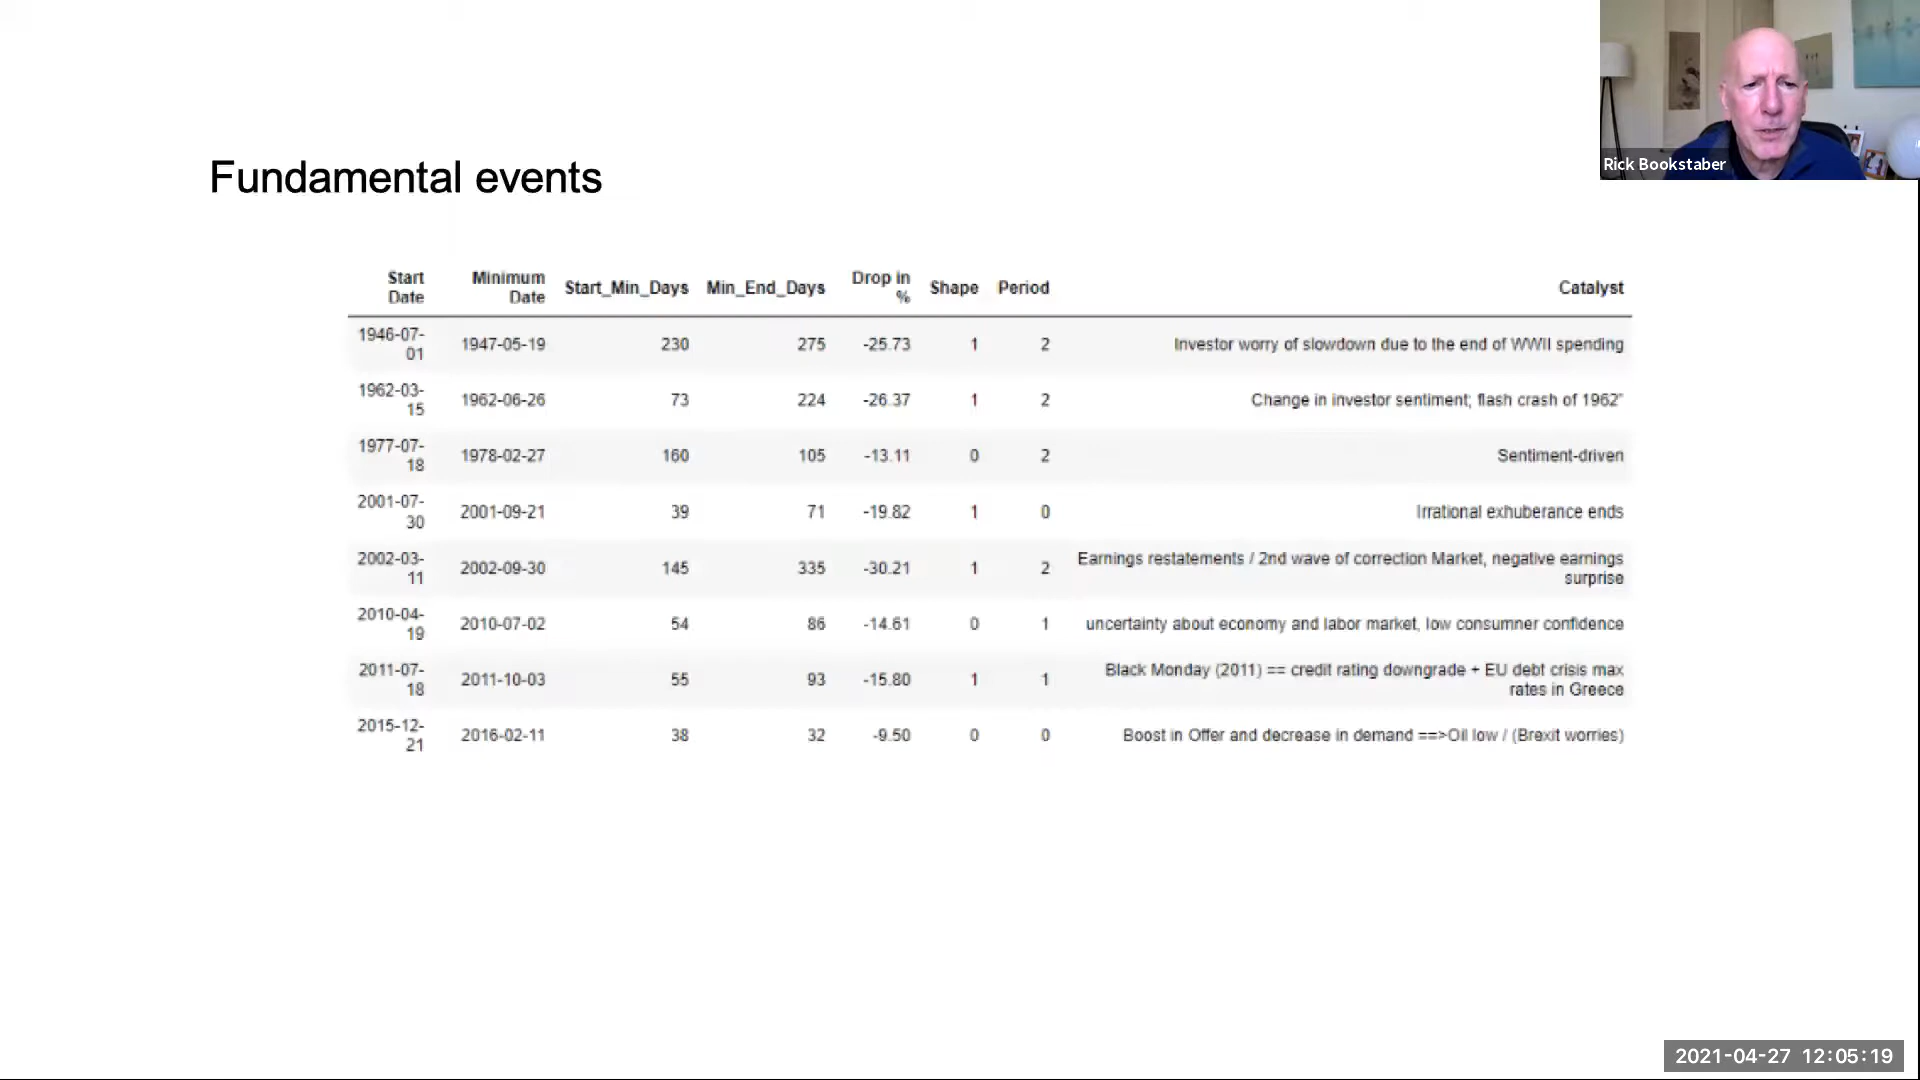 Rick Bookstaber
Fundamental events
Start Date Minimum Date Start_Min_Days Min_End_Days Drop in % Shape Period Catalyst
1946-07-01 1947-05-19 230 275 -25.73 1 2 Investor worry of slowdown due to the end of WWII spending
1962-03-15 1962-06-26 73 224 -26.37 1 2 Change in investor sentiment; flash crash of 1962"
1977-07-18 1978-02-27 160 105 -13.11 0 2 Sentiment-driven
2001-07-30 2001-09-21 39 71 -19.82 1 0 Irrational exhuberance ends
2002-03-11 2002-09-30 145 335 -30.21 1 2 Earnings restatements / 2nd wave of correction Market, negative earnings surprise
2010-04-19 2010-07-02 54 86 -14.61 0 1 uncertainty about economy and labor market, low consumner confidence
2011-07-18 2011-10-03 55 93 -15.80 1 1 Black Monday (2011) == credit rating downgrade + EU debt crisis max rates in Greece
2015-12-21 2016-02-11 38 32 -9.50 0 0 Boost in Offer and decrease in demand ==>Oil low / (Brexit worries)
2021-04-27 12:05:19